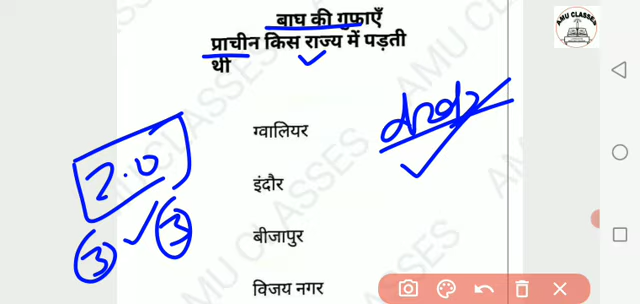 बाघ की गुफाएँ
प्राचीन किस राज्य में पड़ती
थी
ग्वालियर
इंदौर
बीजापुर
विजय नगर
2.0
3 3
AMU CLASSES